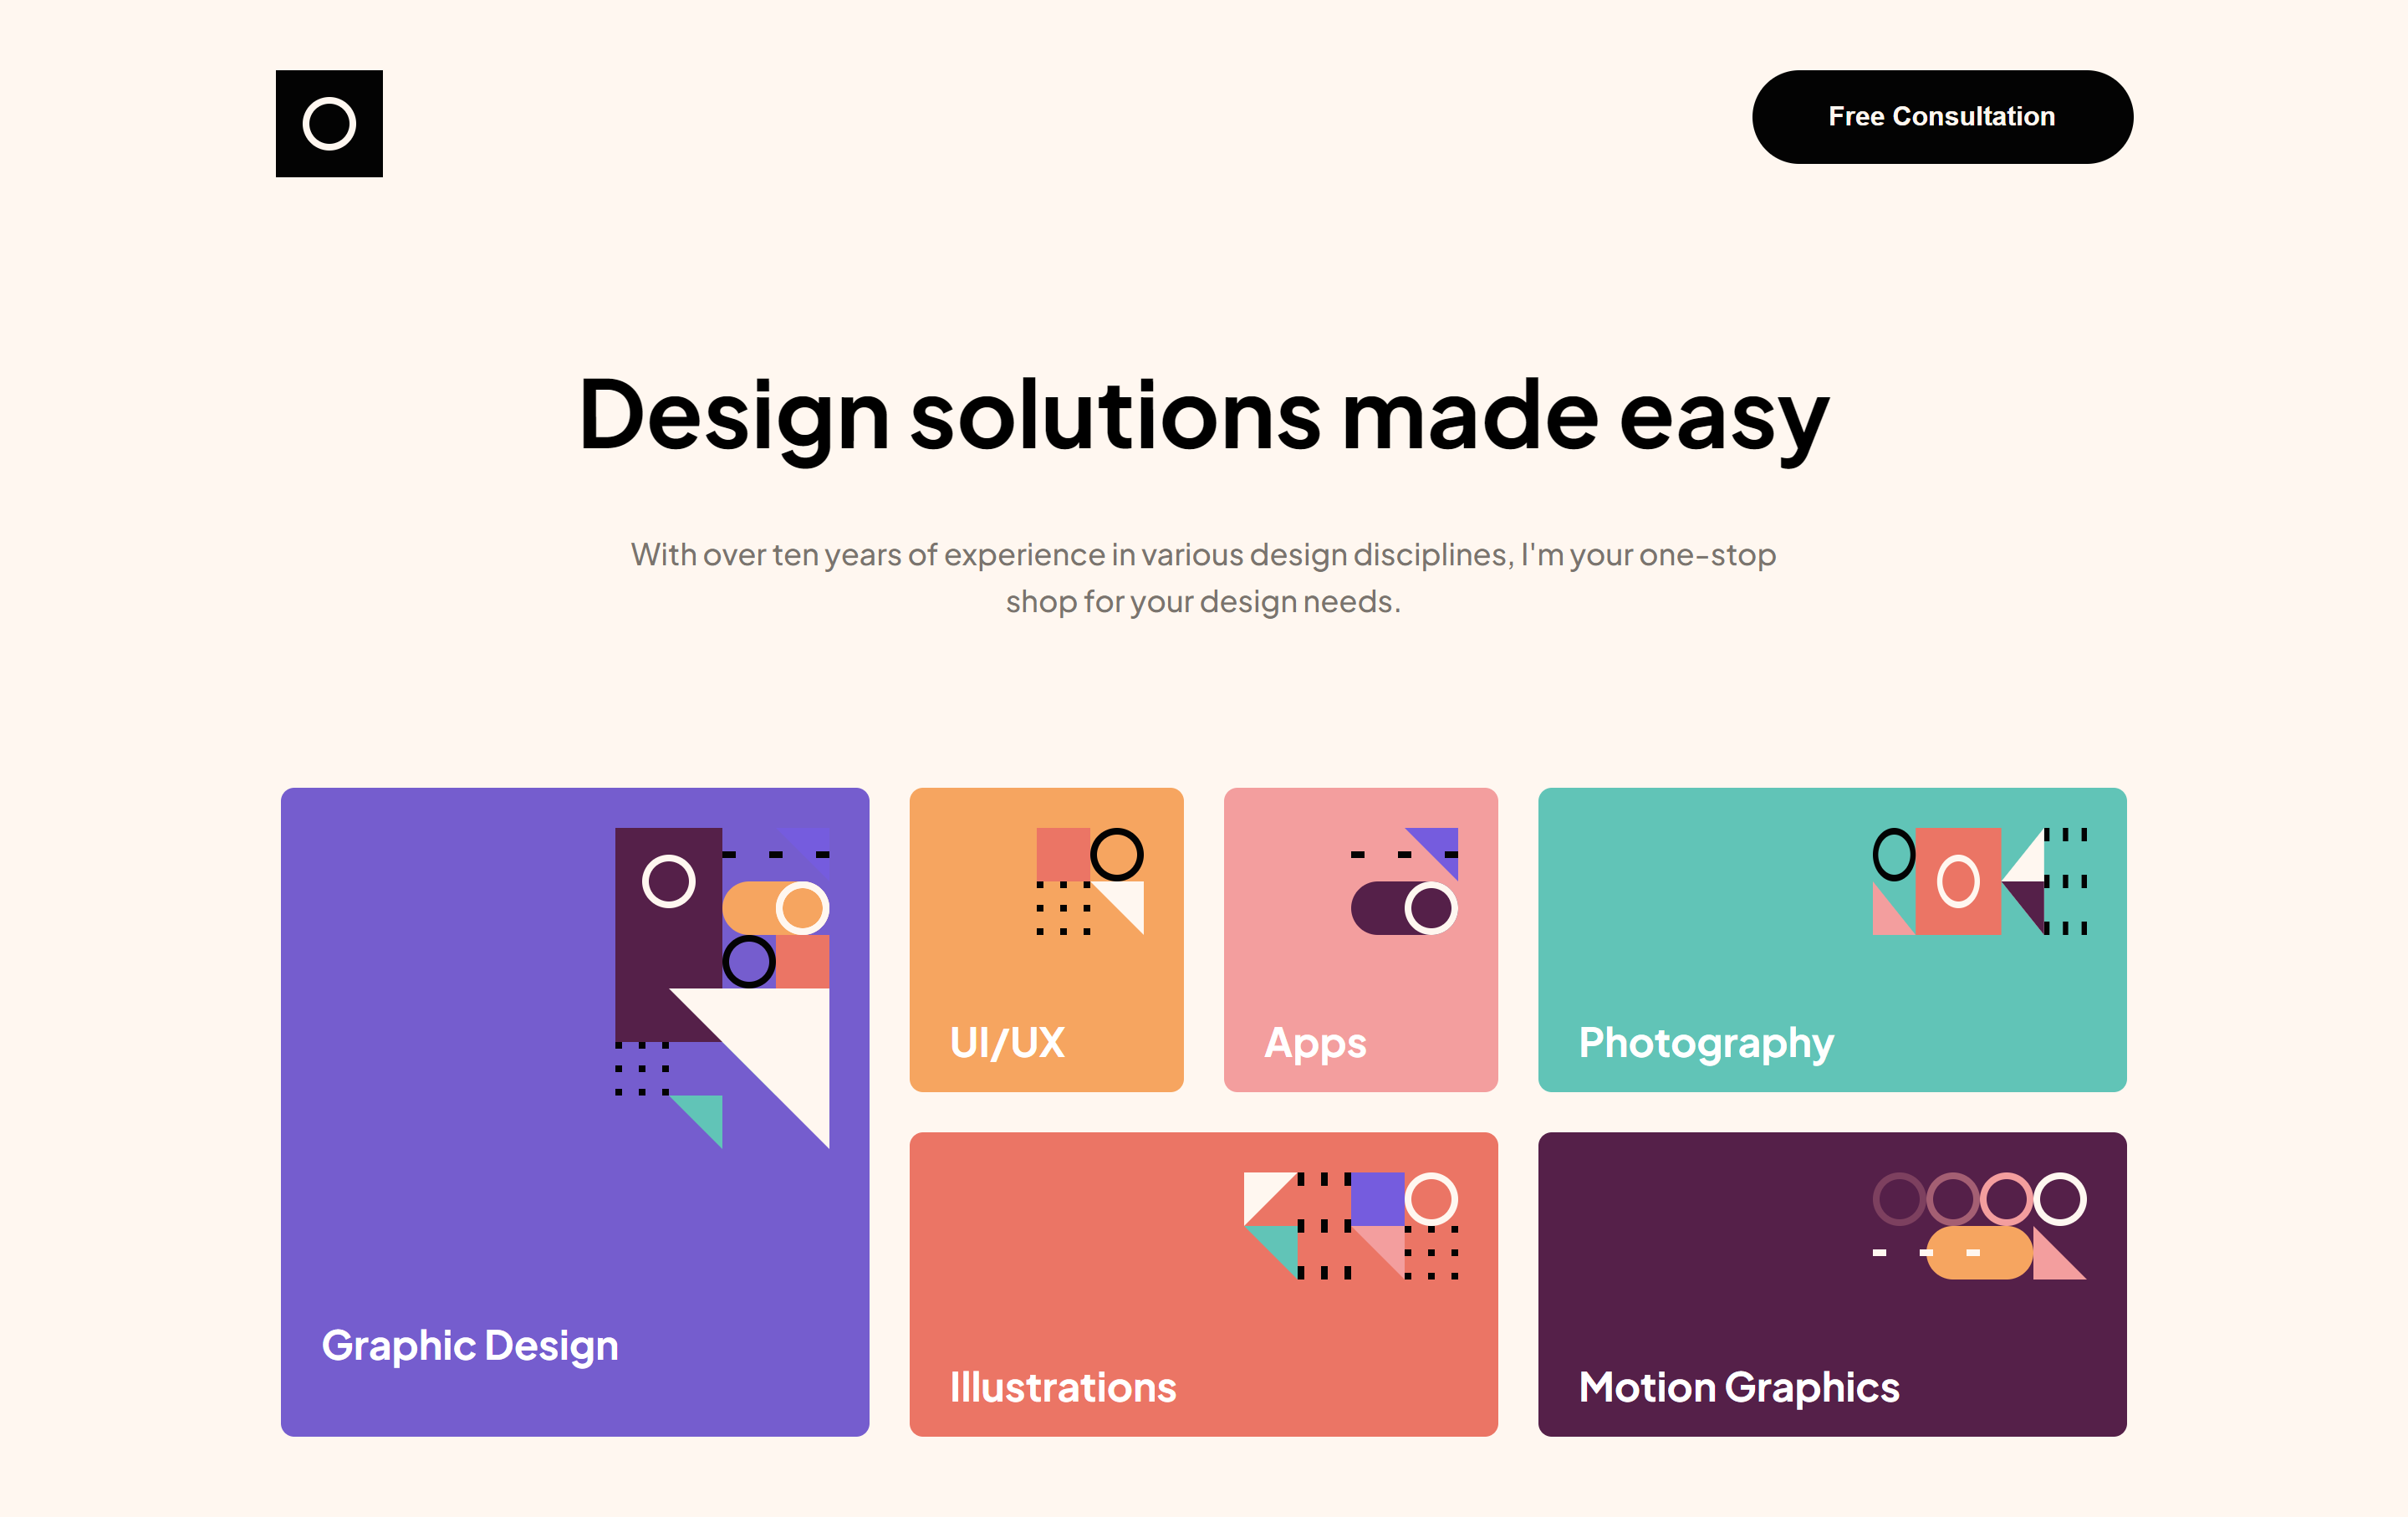 Free Consultation
Design solutions made easy
With over ten years of experience in various design disciplines, I'm your one-stop
shop for your design needs.
Graphic Design
UI/UX
Apps
Photography
Illustrations
Motion Graphics